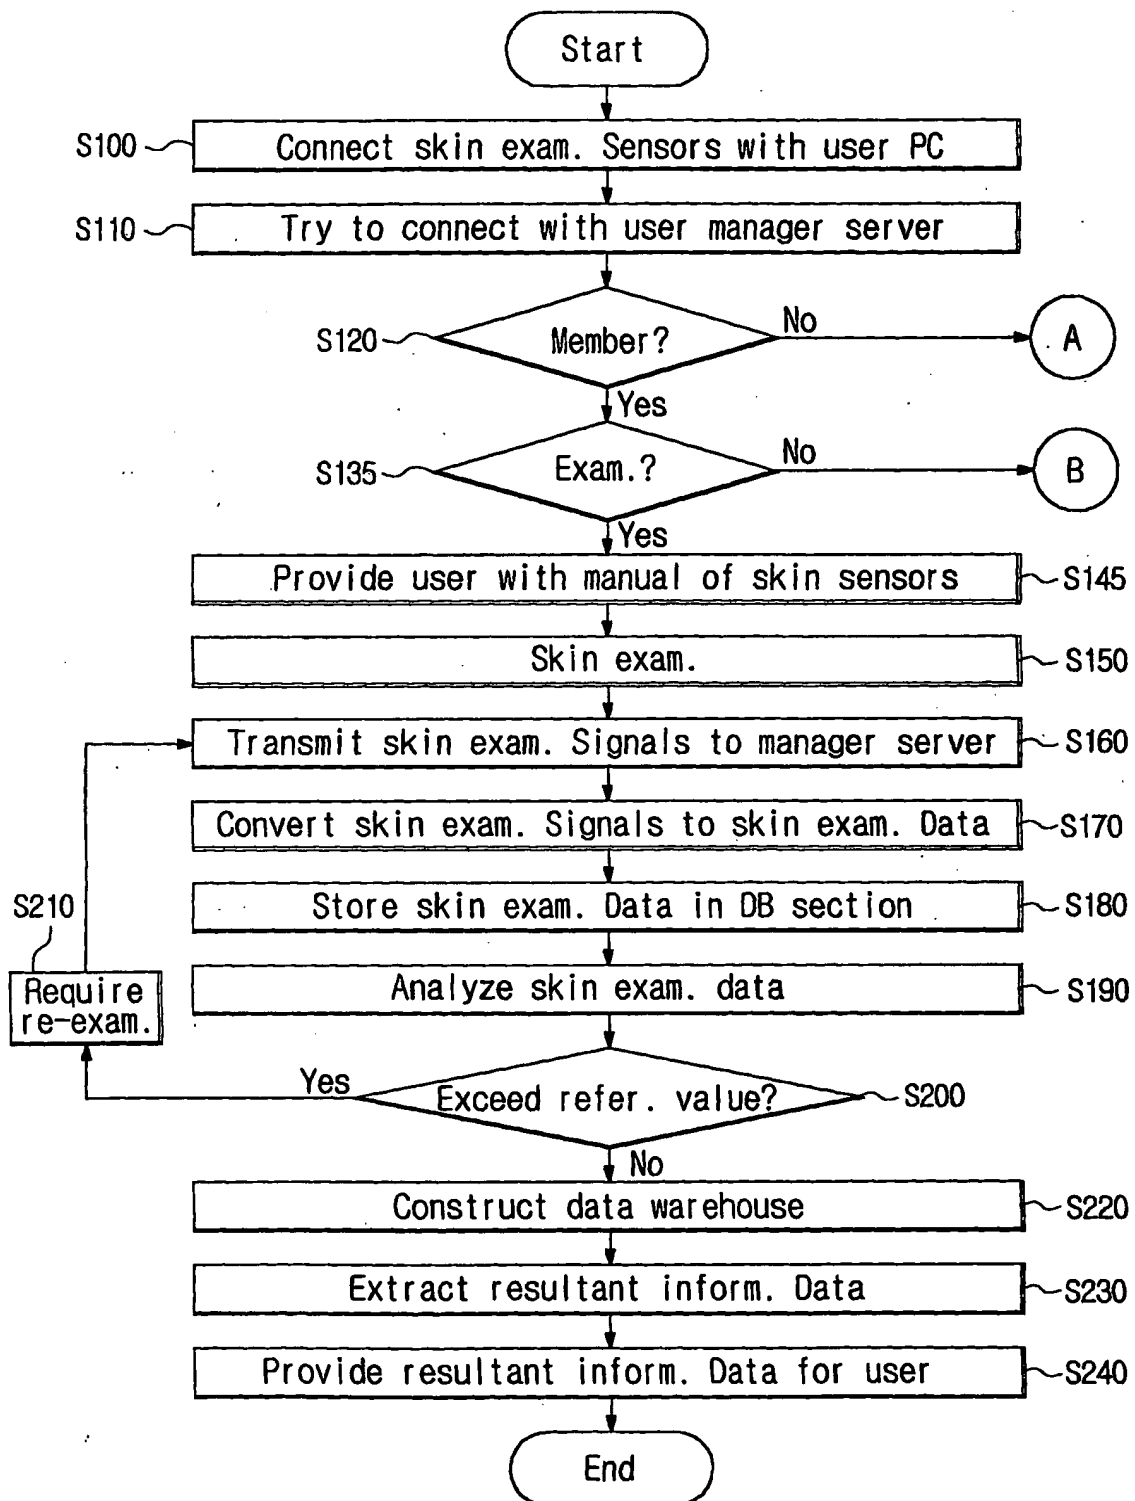 Start
S100
Connect skin exam. Sensors with user PC
S110
Try to connect with user manager server
S120
Member?
No
A
Yes
S135
Exam.?
No
B
Yes
Provide user with manual of skin sensors
S145
Skin exam.
S150
Transmit skin exam. Signals to manager server
S160
Convert skin exam. Signals to skin exam. Data
S170
S210
Store skin exam. Data in DB section
S180
Require
re-exam.
Analyze skin exam. data
S190
Yes
Exceed refer. value?
S200
No
Construct data warehouse
S220
Extract resultant inform. Data
S230
Provide resultant inform. Data for user
S240
End